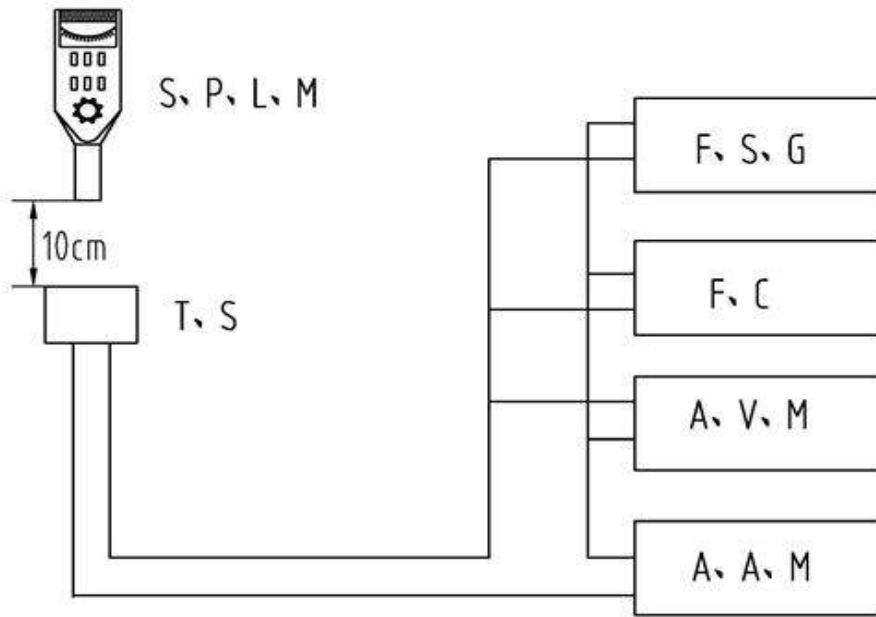 S、P、L、M
F、S、G
10cm
F、C
T、S
A、V、M
A、A、M